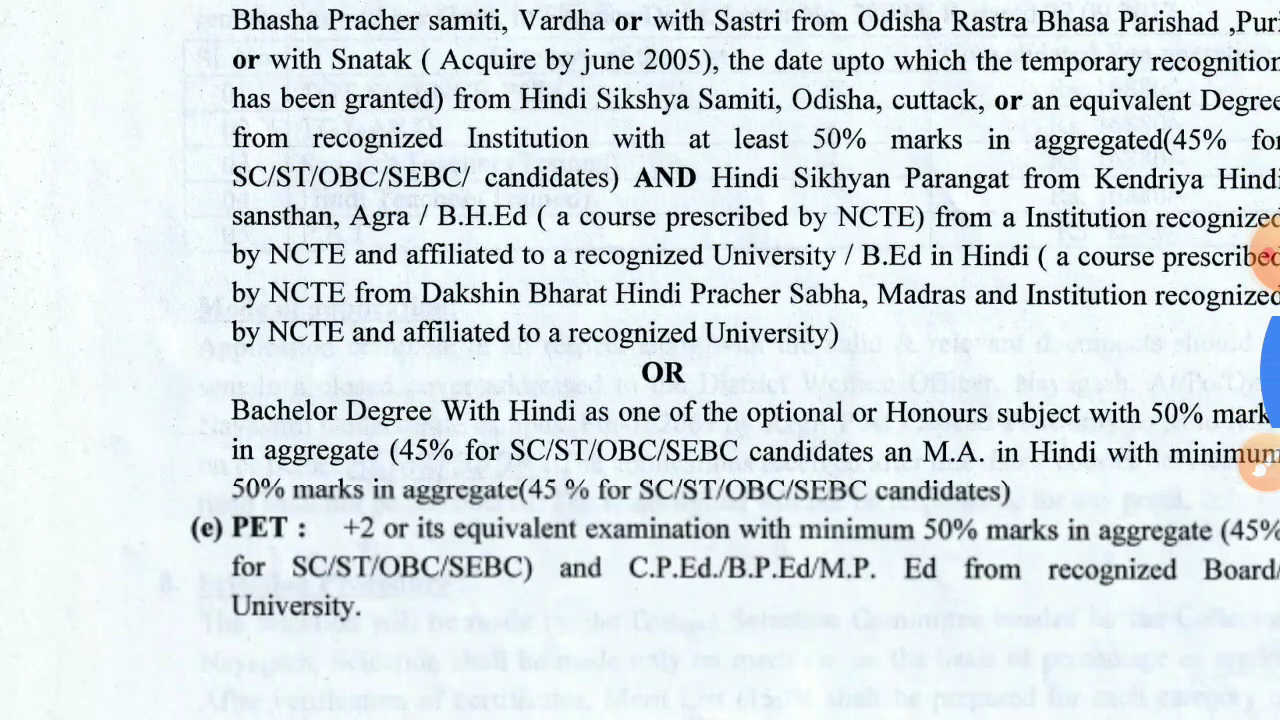 Bhasha Pracher samiti, Vardha or with Sastri from Odisha Rastra Bhasa Parishad ,Puri
or with Snatak ( Acquire by june 2005), the date upto which the temporary recognition
has been granted) from Hindi Sikshya Samiti, Odisha, cuttack, or an equivalent Degree
from recognized Institution with at least 50% marks in aggregated(45% for
SC/ST/OBC/SEBC/ candidates) AND Hindi Sikhyan Parangat from Kendriya Hindi
sansthan, Agra / B.H.Ed ( a course prescribed by NCTE) from a Institution recognized
by NCTE and affiliated to a recognized University / B.Ed in Hindi ( a course prescribed
by NCTE from Dakshin Bharat Hindi Pracher Sabha, Madras and Institution recognized
by NCTE and affiliated to a recognized University)
OR
Bachelor Degree With Hindi as one of the optional or Honours subject with 50% mark
in aggregate (45% for SC/ST/OBC/SEBC candidates an M.A. in Hindi with minimum
50% marks in aggregate(45 % for SC/ST/OBC/SEBC candidates)
(e) PET : +2 or its equivalent examination with minimum 50% marks in aggregate (45%
for SC/ST/OBC/SEBC) and C.P.Ed./B.P.Ed/M.P. Ed from recognized Board/
University.